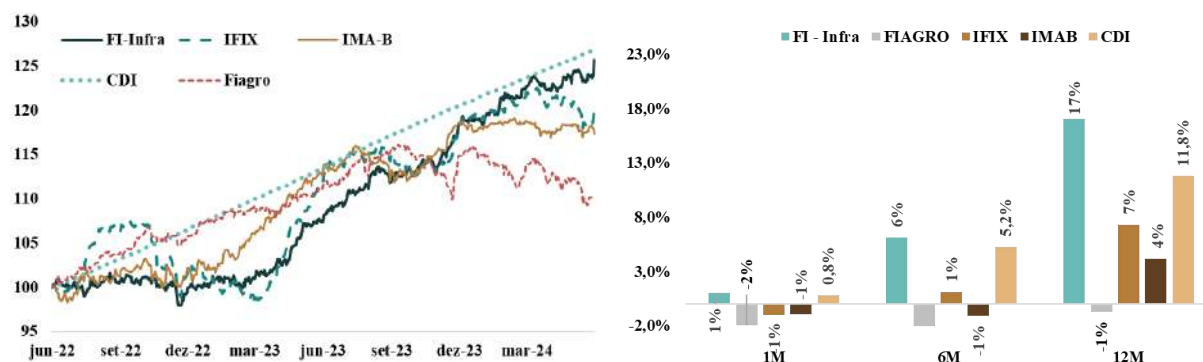 130
125
120
115
110
105
100
95
FI-Infra IFIX IMA-B
CDI Fiagro
jun-22 set-22 dez-22 mar-23 jun-23 set-23 dez-23 mar-24
FI - Infra FIAGRO IFIX IMAB CDI
23,0%
18,0%
13,0%
8,0%
3,0%
-2,0%
1% -2% -1% -1% 0,8%
6% 1% -1% 5,2%
17% -1% 7% 4% 11,8%
1M 6M 12M